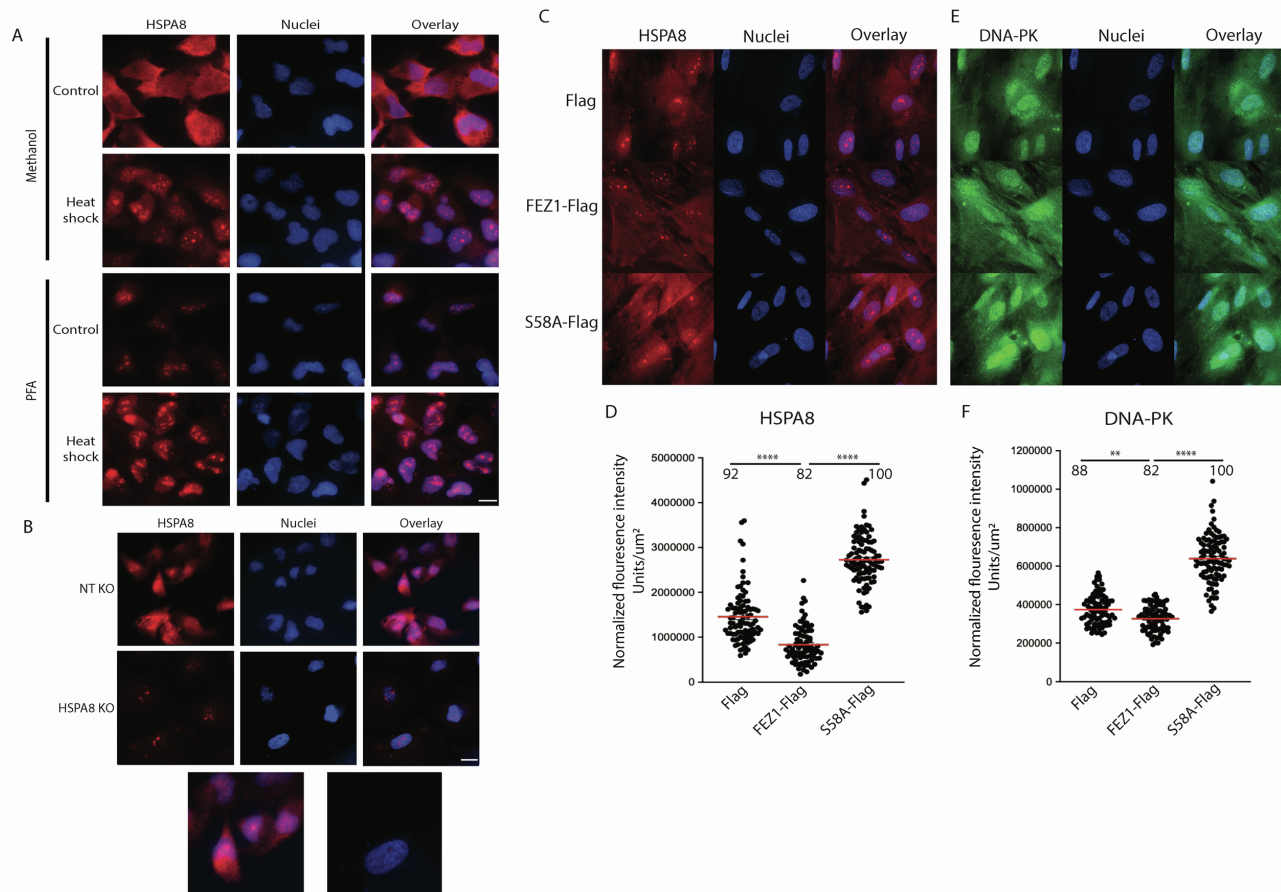 A
HSPA8 Nuclei Overlay
Methanol
Control
Heat
shock
PFA
Control
Heat
shock
B
HSPA8 Nuclei Overlay
NT KO
HSPA8 KO
C
HSPA8 Nuclei Overlay
Flag
FEZ1-Flag
S58A-Flag
E
DNA-PK Nuclei Overlay
D
HSPA8
Normalized flouresence intensity
Units/um²
5000000
4000000
3000000
2000000
1000000
0
**** ****
92 82 100
Flag
FEZ1-Flag
S58A-Flag
F
DNA-PK
Normalized flouresence intensity
Units/um²
1200000
1000000
800000
600000
400000
200000
0
** ****
88 82 100
Flag
FEZ1-Flag
S58A-Flag